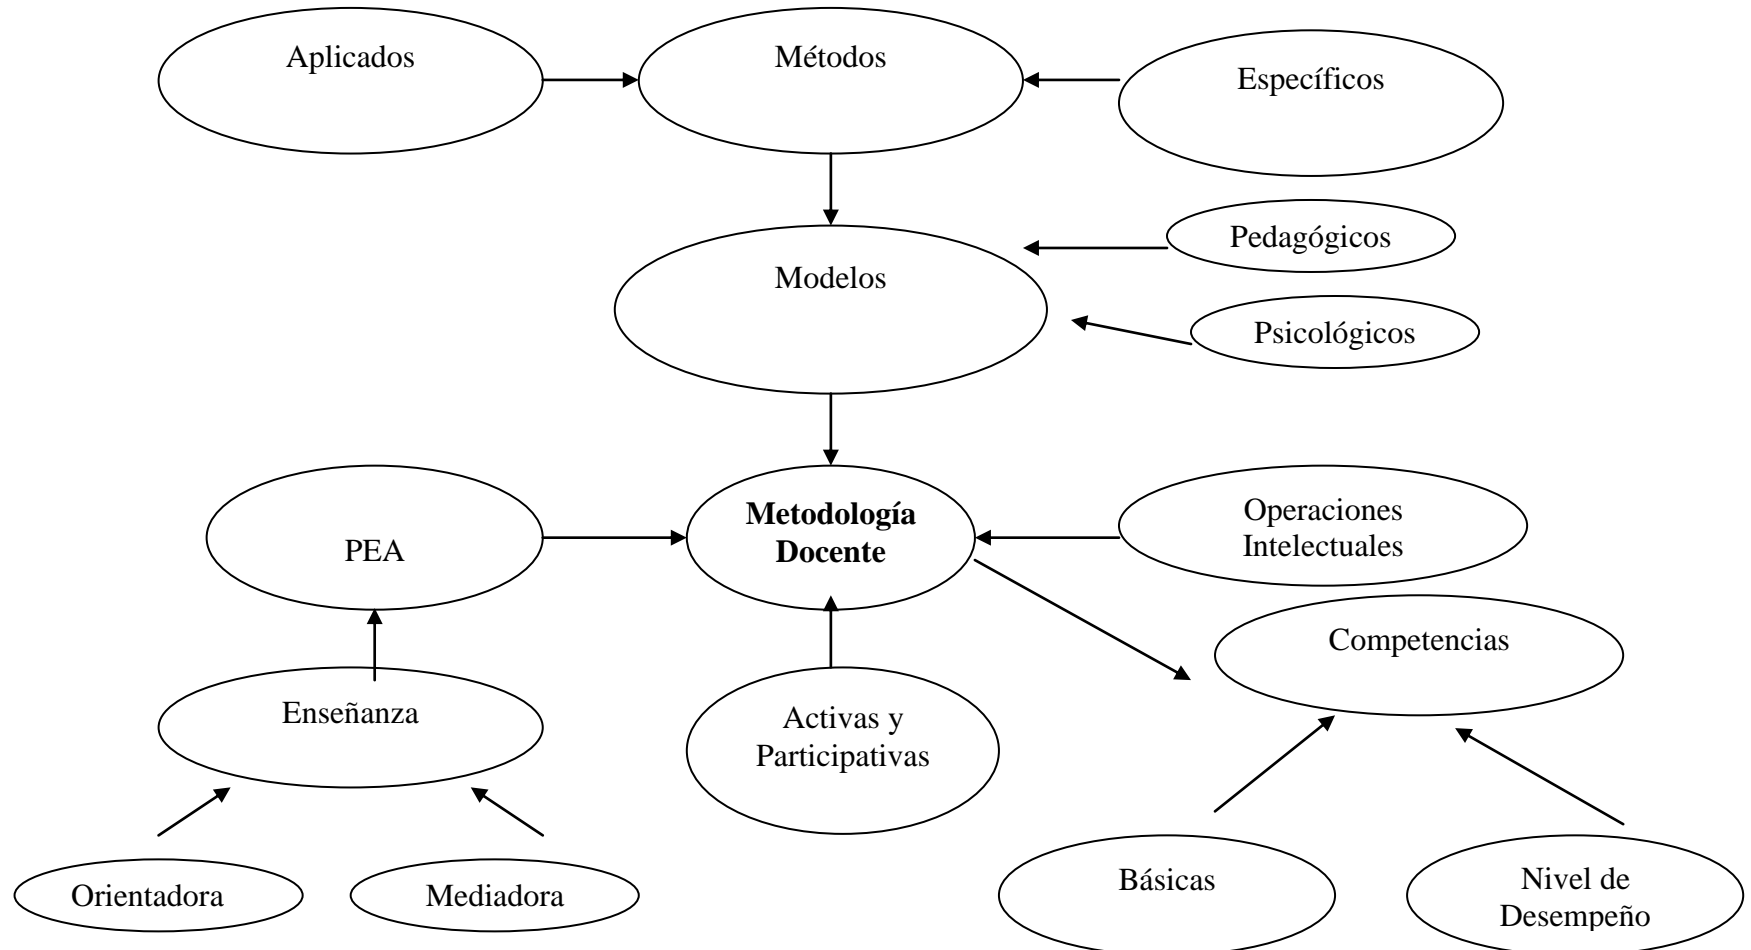 Aplicados
Métodos
Específicos
Pedagógicos
Modelos
Psicológicos
Metodología
Docente
Operaciones
Intelectuales
PEA
Competencias
Enseñanza
Activas y
Participativas
Orientadora
Mediadora
Básicas
Nivel de
Desempeño